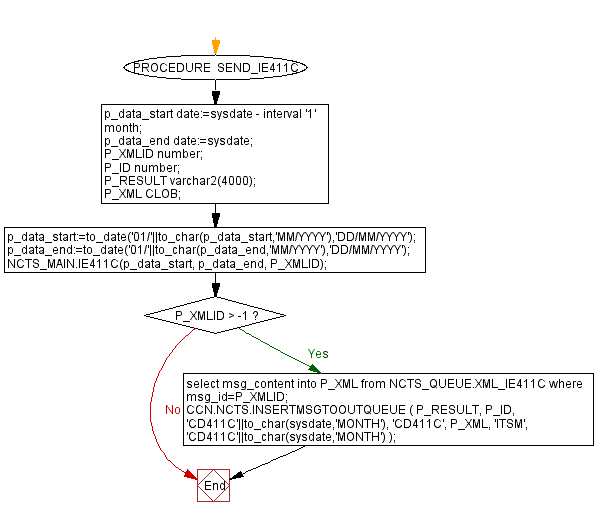 PROCEDURE SEND_IE411C
p_data_start date:=sysdate - interval '1'
month;
p_data_end date:=sysdate;
P_XMLID number;
P_ID number;
P_RESULT varchar2(4000);
P_XML CLOB;
p_data_start:=to_date('01/'||to_char(p_data_start,'MM/YYYY'),'DD/MM/YYYY');
p_data_end:=to_date('01/'||to_char(p_data_end,'MM/YYYY'),'DD/MM/YYYY');
NCTS_MAIN.IE411C(p_data_start, p_data_end, P_XMLID);
P_XMLID > -1 ?
Yes
select msg_content into P_XML from NCTS_QUEUE.XML_IE411C where
msg_id=P_XMLID;
CCN.NCTS.INSERTMSGTOOUTQUEUE ( P_RESULT, P_ID,
'CD411C'||to_char(sysdate,'MONTH'), 'CD411C', P_XML, 'ITSM',
'CD411C'||to_char(sysdate,'MONTH') );
No
End